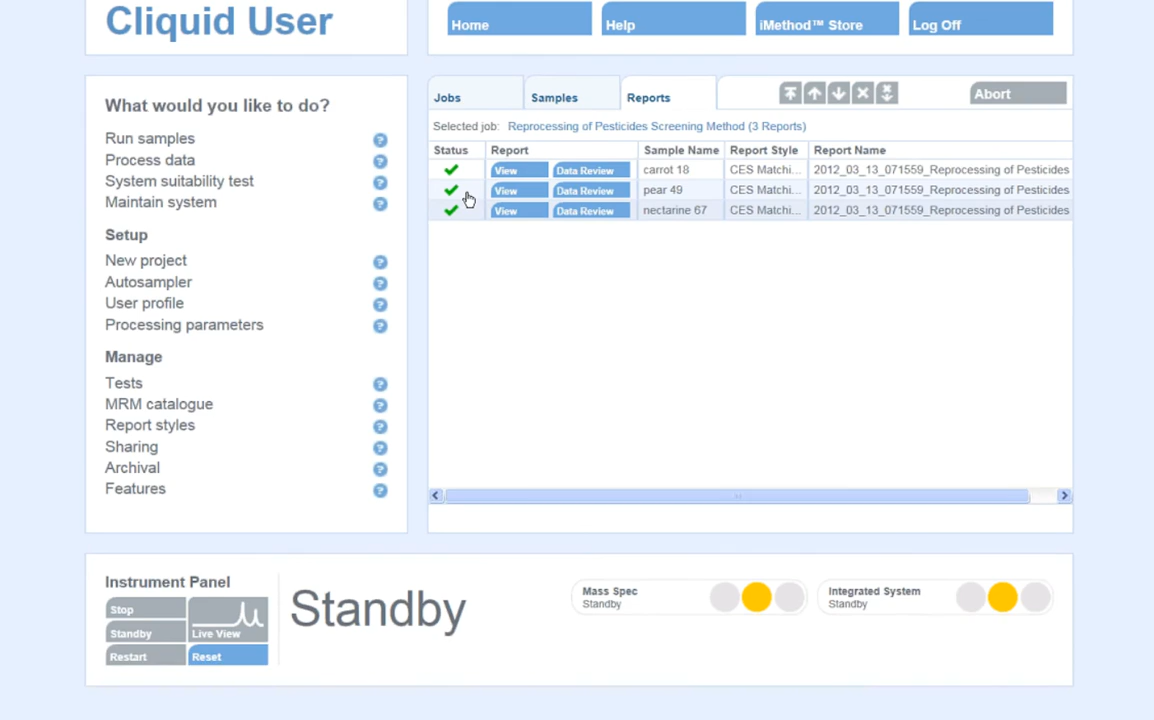 Cliquid User
Home
Help
iMethod™ Store
Log Off
What would you like to do?
Run samples
Process data
System suitability test
Maintain system
Setup
New project
Autosampler
User profile
Processing parameters
Manage
Tests
MRM catalogue
Report styles
Sharing
Archival
Features
Jobs
Samples
Reports
Abort
Selected job: Reprocessing of Pesticides Screening Method (3 Reports)
Status Report Sample Name Report Style Report Name
View Data Review carrot 18 CES Matchi... 2012_03_13_071559_Reprocessing of Pesticides
View Data Review pear 49 CES Matchi... 2012_03_13_071559_Reprocessing of Pesticides
View Data Review nectarine 67 CES Matchi... 2012_03_13_071559_Reprocessing of Pesticides
Instrument Panel
Stop
Standby
Restart
Live View
Reset
Standby
Mass Spec
Standby
Integrated System
Standby